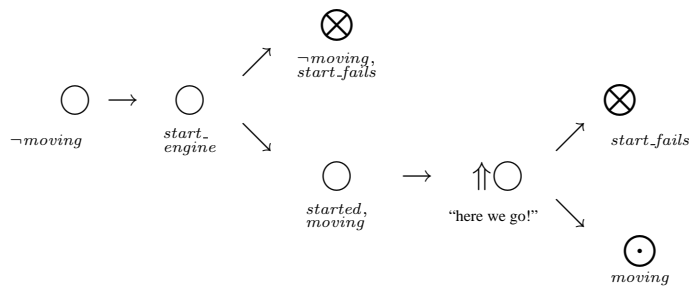 ¬moving,
start_fails
¬moving
start_
engine
start_fails
started,
moving
“here we go!”
moving